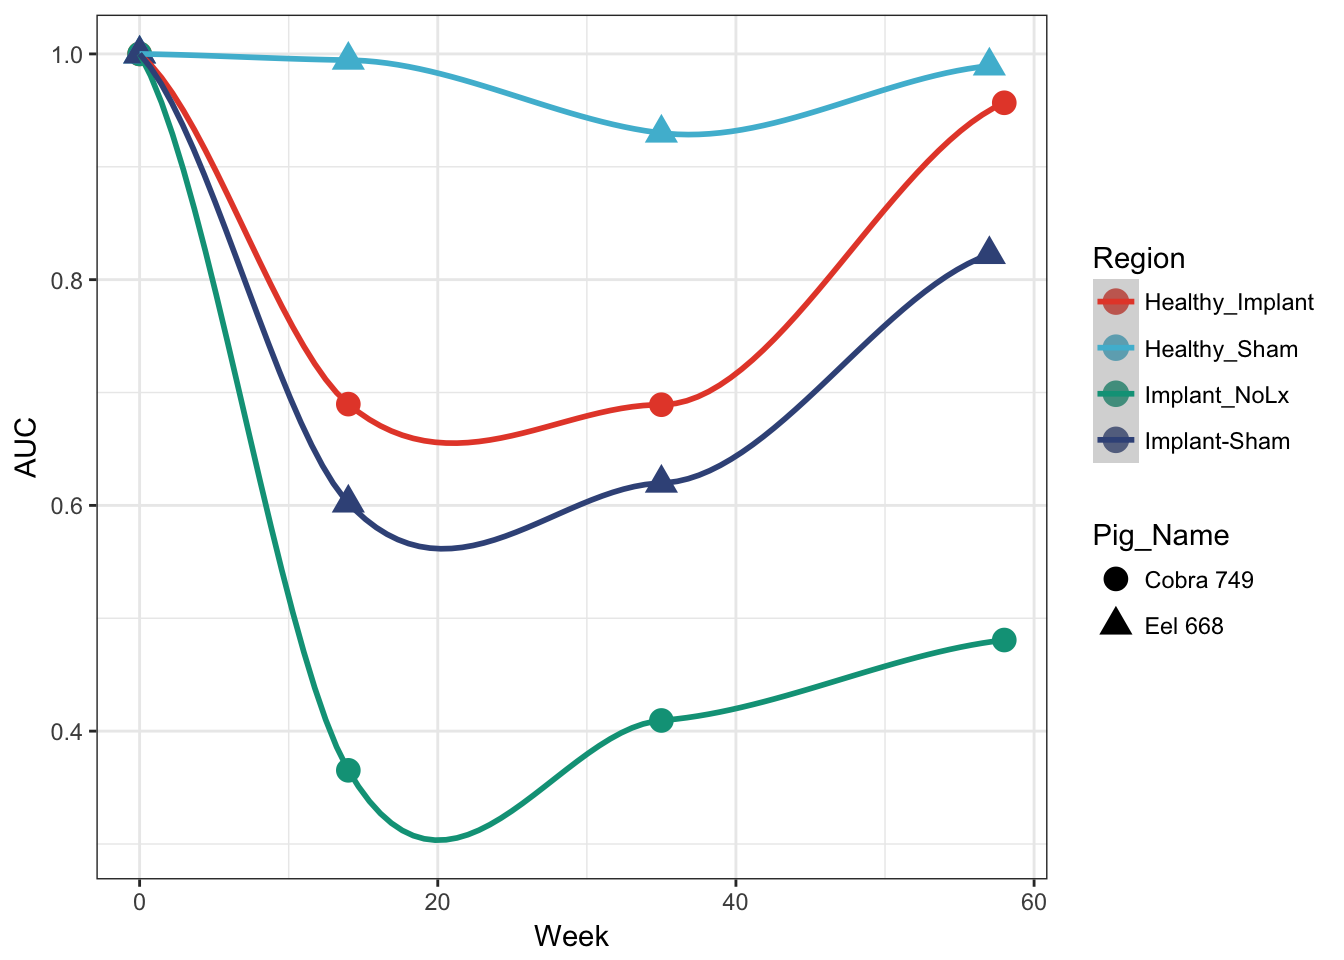 1.0
0.8
0.6
0.4
AUC
0
20
40
60
Week
Region
Healthy_Implant
Healthy_Sham
Implant_NoLx
Implant-Sham
Pig_Name
Cobra 749
Eel 668